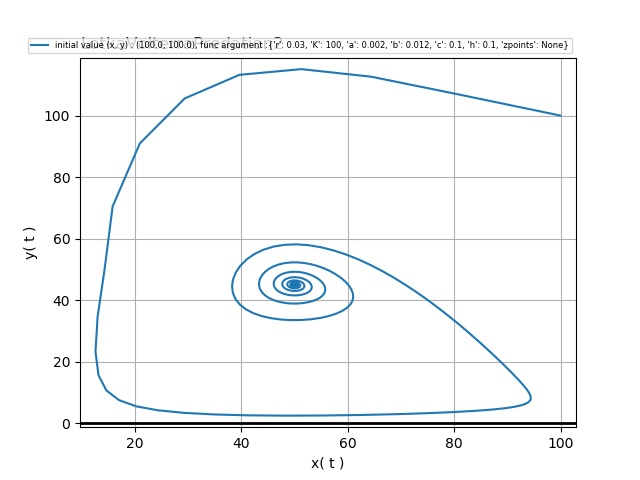 initial value (x, y) : (100.0, 100.0), func argument : {'r': 0.03, 'K': 100, 'a': 0.002, 'b': 0.012, 'c': 0.1, 'h': 0.1, 'zpoints': None}
y( t )
100
80
60
40
20
0
20 40 60 80 100
x( t )